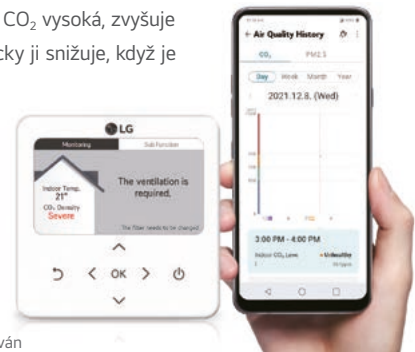 CO₂ vysoká, zvyšuje
cky ji snižuje, když je
LG
Monitoring
Sub Function
Indoor Temp.
21°
CO₂ Density
Severe
The ventilation is
required.
The filter needs to be changed
OK
Air Quality History
CO₂
PM2.5
Day
Week
Month
Year
2021.12.8. (Wed)
3:00 PM - 4:00 PM
Indoor CO₂ Level
Unhealthy
ván